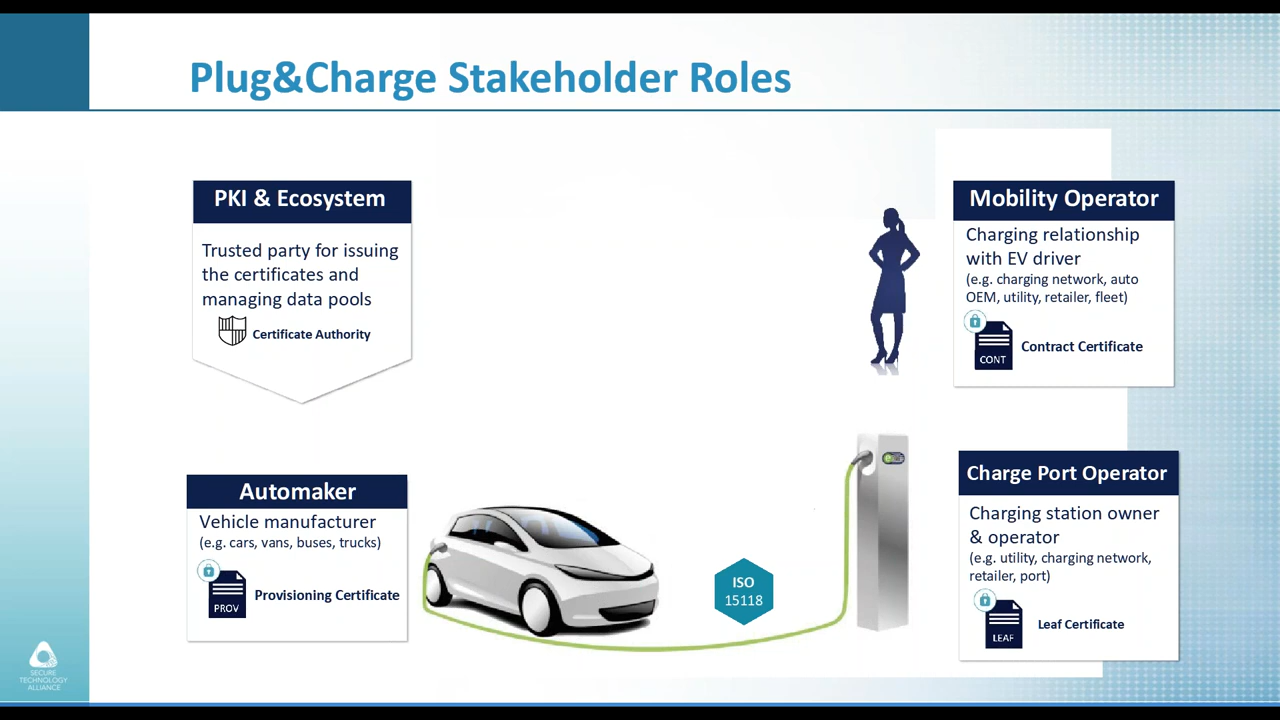 Plug&Charge Stakeholder Roles
PKI & Ecosystem
Trusted party for issuing
the certificates and
managing data pools
Certificate Authority
Mobility Operator
Charging relationship
with EV driver
(e.g. charging network, auto
OEM, utility, retailer, fleet)
CONT
Contract Certificate
Automaker
Vehicle manufacturer
(e.g. cars, vans, buses, trucks)
PROV
Provisioning Certificate
ISO
15118
Charge Port Operator
Charging station owner
& operator
(e.g. utility, charging network,
retailer, port)
LEAF
Leaf Certificate
SECURE
TECHNOLOGY
ALLIANCE